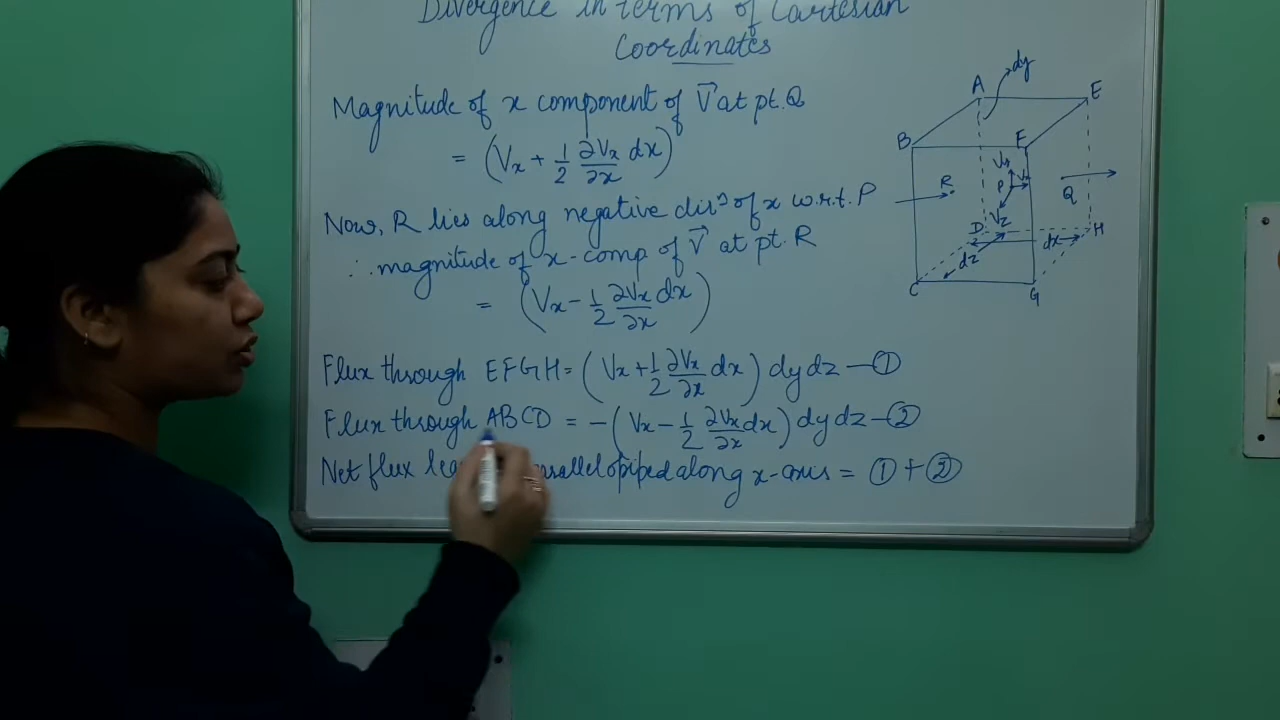 Divergence in terms of Cartesian
Coordinates
Magnitude of x component of V⃗ at pt. Q
= (Vx + 1/2 ∂Vx/∂x dx)
Now, R lies along negative dirⁿ of x w.r.t. P
∴ magnitude of x-comp of V⃗ at pt. R
= (Vx - 1/2 ∂Vx/∂x dx)
Flux through EFGH = (Vx + 1/2 ∂Vx/∂x dx) dy dz — ①
Flux through ABCD = - (Vx - 1/2 ∂Vx/∂x dx) dy dz — ②
Net flux along x-axis = ① + ②
A
dy
E
B
F
R
P
Q
Vz
D
H
dx
dz
C
G